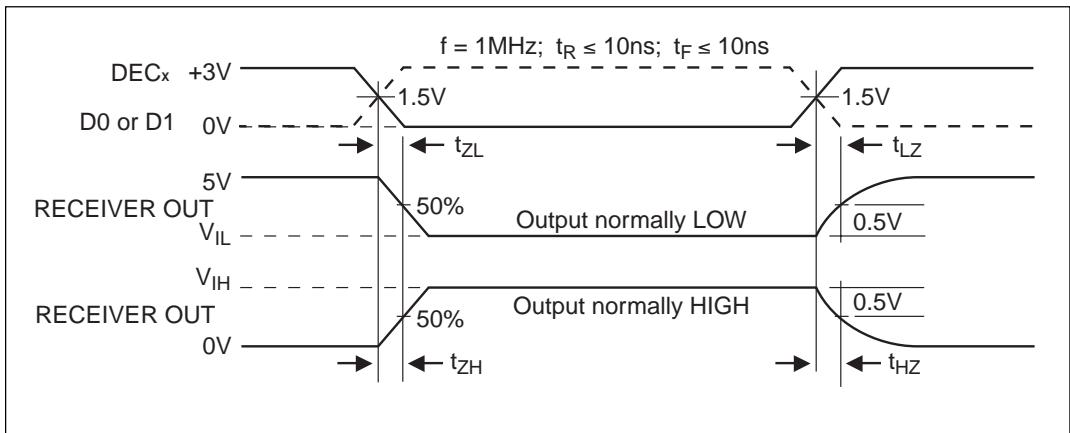 f = 1MHz; tR ≤ 10ns; tF ≤ 10ns
DECx +3V
1.5V
1.5V
D0 or D1 0V
tZL
tLZ
5V
RECEIVER OUT
50%
Output normally LOW
0.5V
VIL
VIH
RECEIVER OUT
50%
Output normally HIGH
0.5V
0V
tZH
tHZ